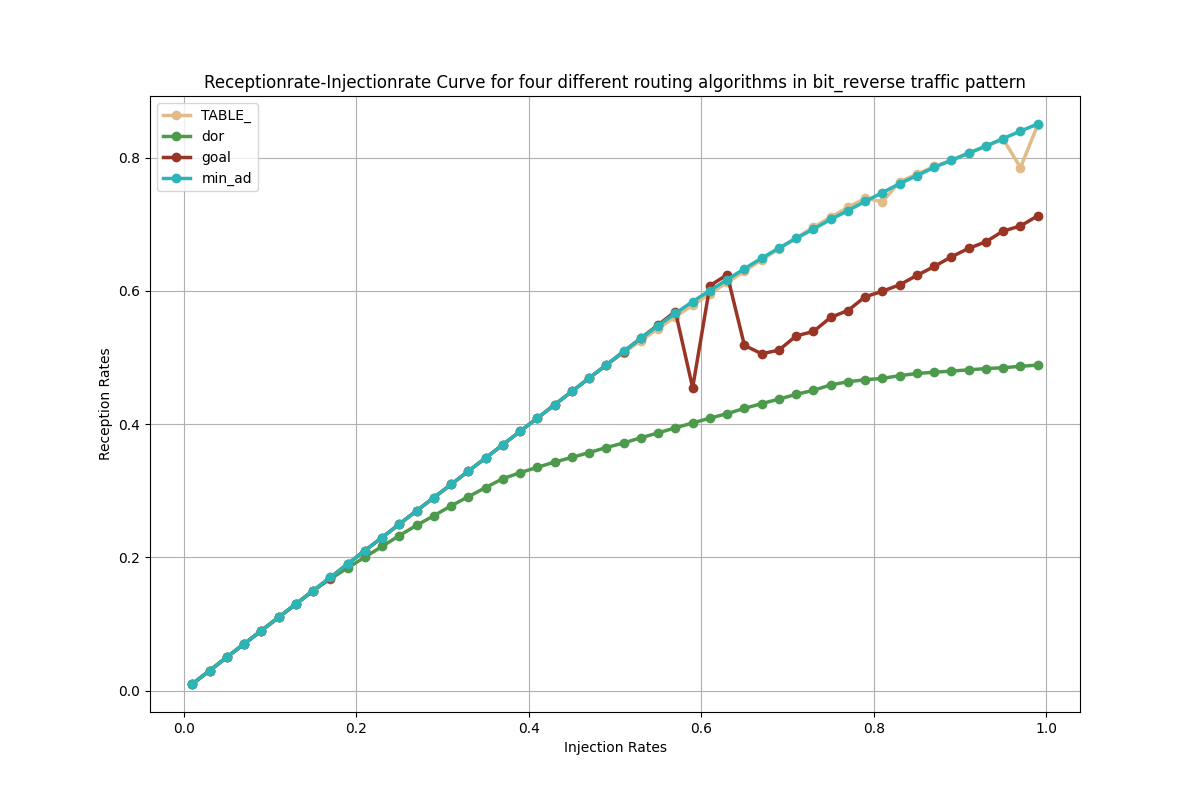 Receptionrate-Injectionrate Curve for four different routing algorithms in bit_reverse traffic pattern
TABLE_
dor
goal
min_ad
Reception Rates
0.8
0.6
0.4
0.2
0.0
0.0 0.2 0.4 0.6 0.8 1.0
Injection Rates